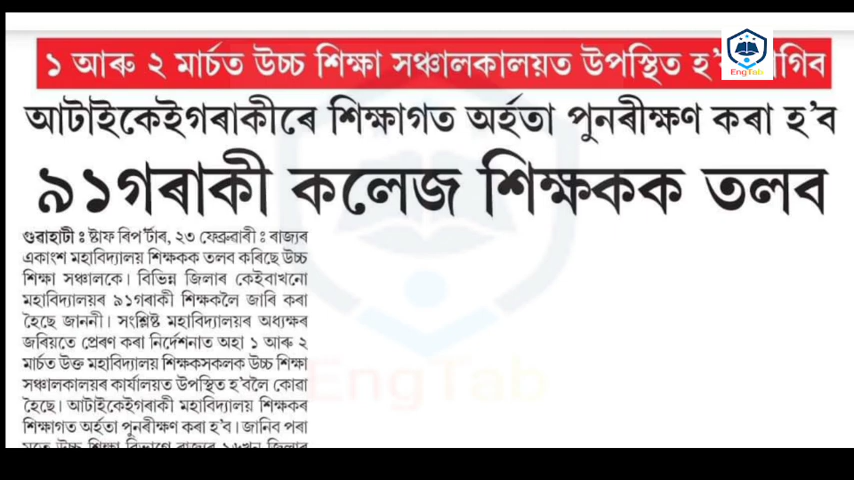 ১ আৰু ২ মাৰ্চত উচ্চ শিক্ষা সঞ্চালকালয়ত উপস্থিত হ'
EngTab
আটাইকেইগৰাকীৰে শিক্ষাগত অৰ্হতা পুনৰীক্ষণ কৰা হ'ব
৯১গৰাকী কলেজ শিক্ষকক তলব
গুৱাহাটী : ষ্টাফ ৰিপ'ৰ্টাৰ, ২৩ ফেব্ৰুৱাৰী : ৰাজ্যৰ
একাংশ মহাবিদ্যালয় শিক্ষকক তলব কৰিছে উচ্চ
শিক্ষা সঞ্চালকে। বিভিন্ন জিলাৰ কেইবাখনো
মহাবিদ্যালয়ৰ ৯১গৰাকী শিক্ষকলৈ জাৰি কৰা
হৈছে জাননী। সংশ্লিষ্ট মহাবিদ্যালয়ৰ অধ্যক্ষৰ
জৰিয়তে প্ৰেৰণ কৰা নিৰ্দেশনাত অহা ১ আৰু ২
মাৰ্চত উক্ত মহাবিদ্যালয় শিক্ষকসকলক উচ্চ শিক্ষা
সঞ্চালকালয়ৰ কাৰ্যালয়ত উপস্থিত হ'বলৈ কোৱা
হৈছে। আটাইকেইগৰাকী মহাবিদ্যালয় শিক্ষকৰ
শিক্ষাগত অৰ্হতা পুনৰীক্ষণ কৰা হ'ব। জানিব পৰা
EngTab